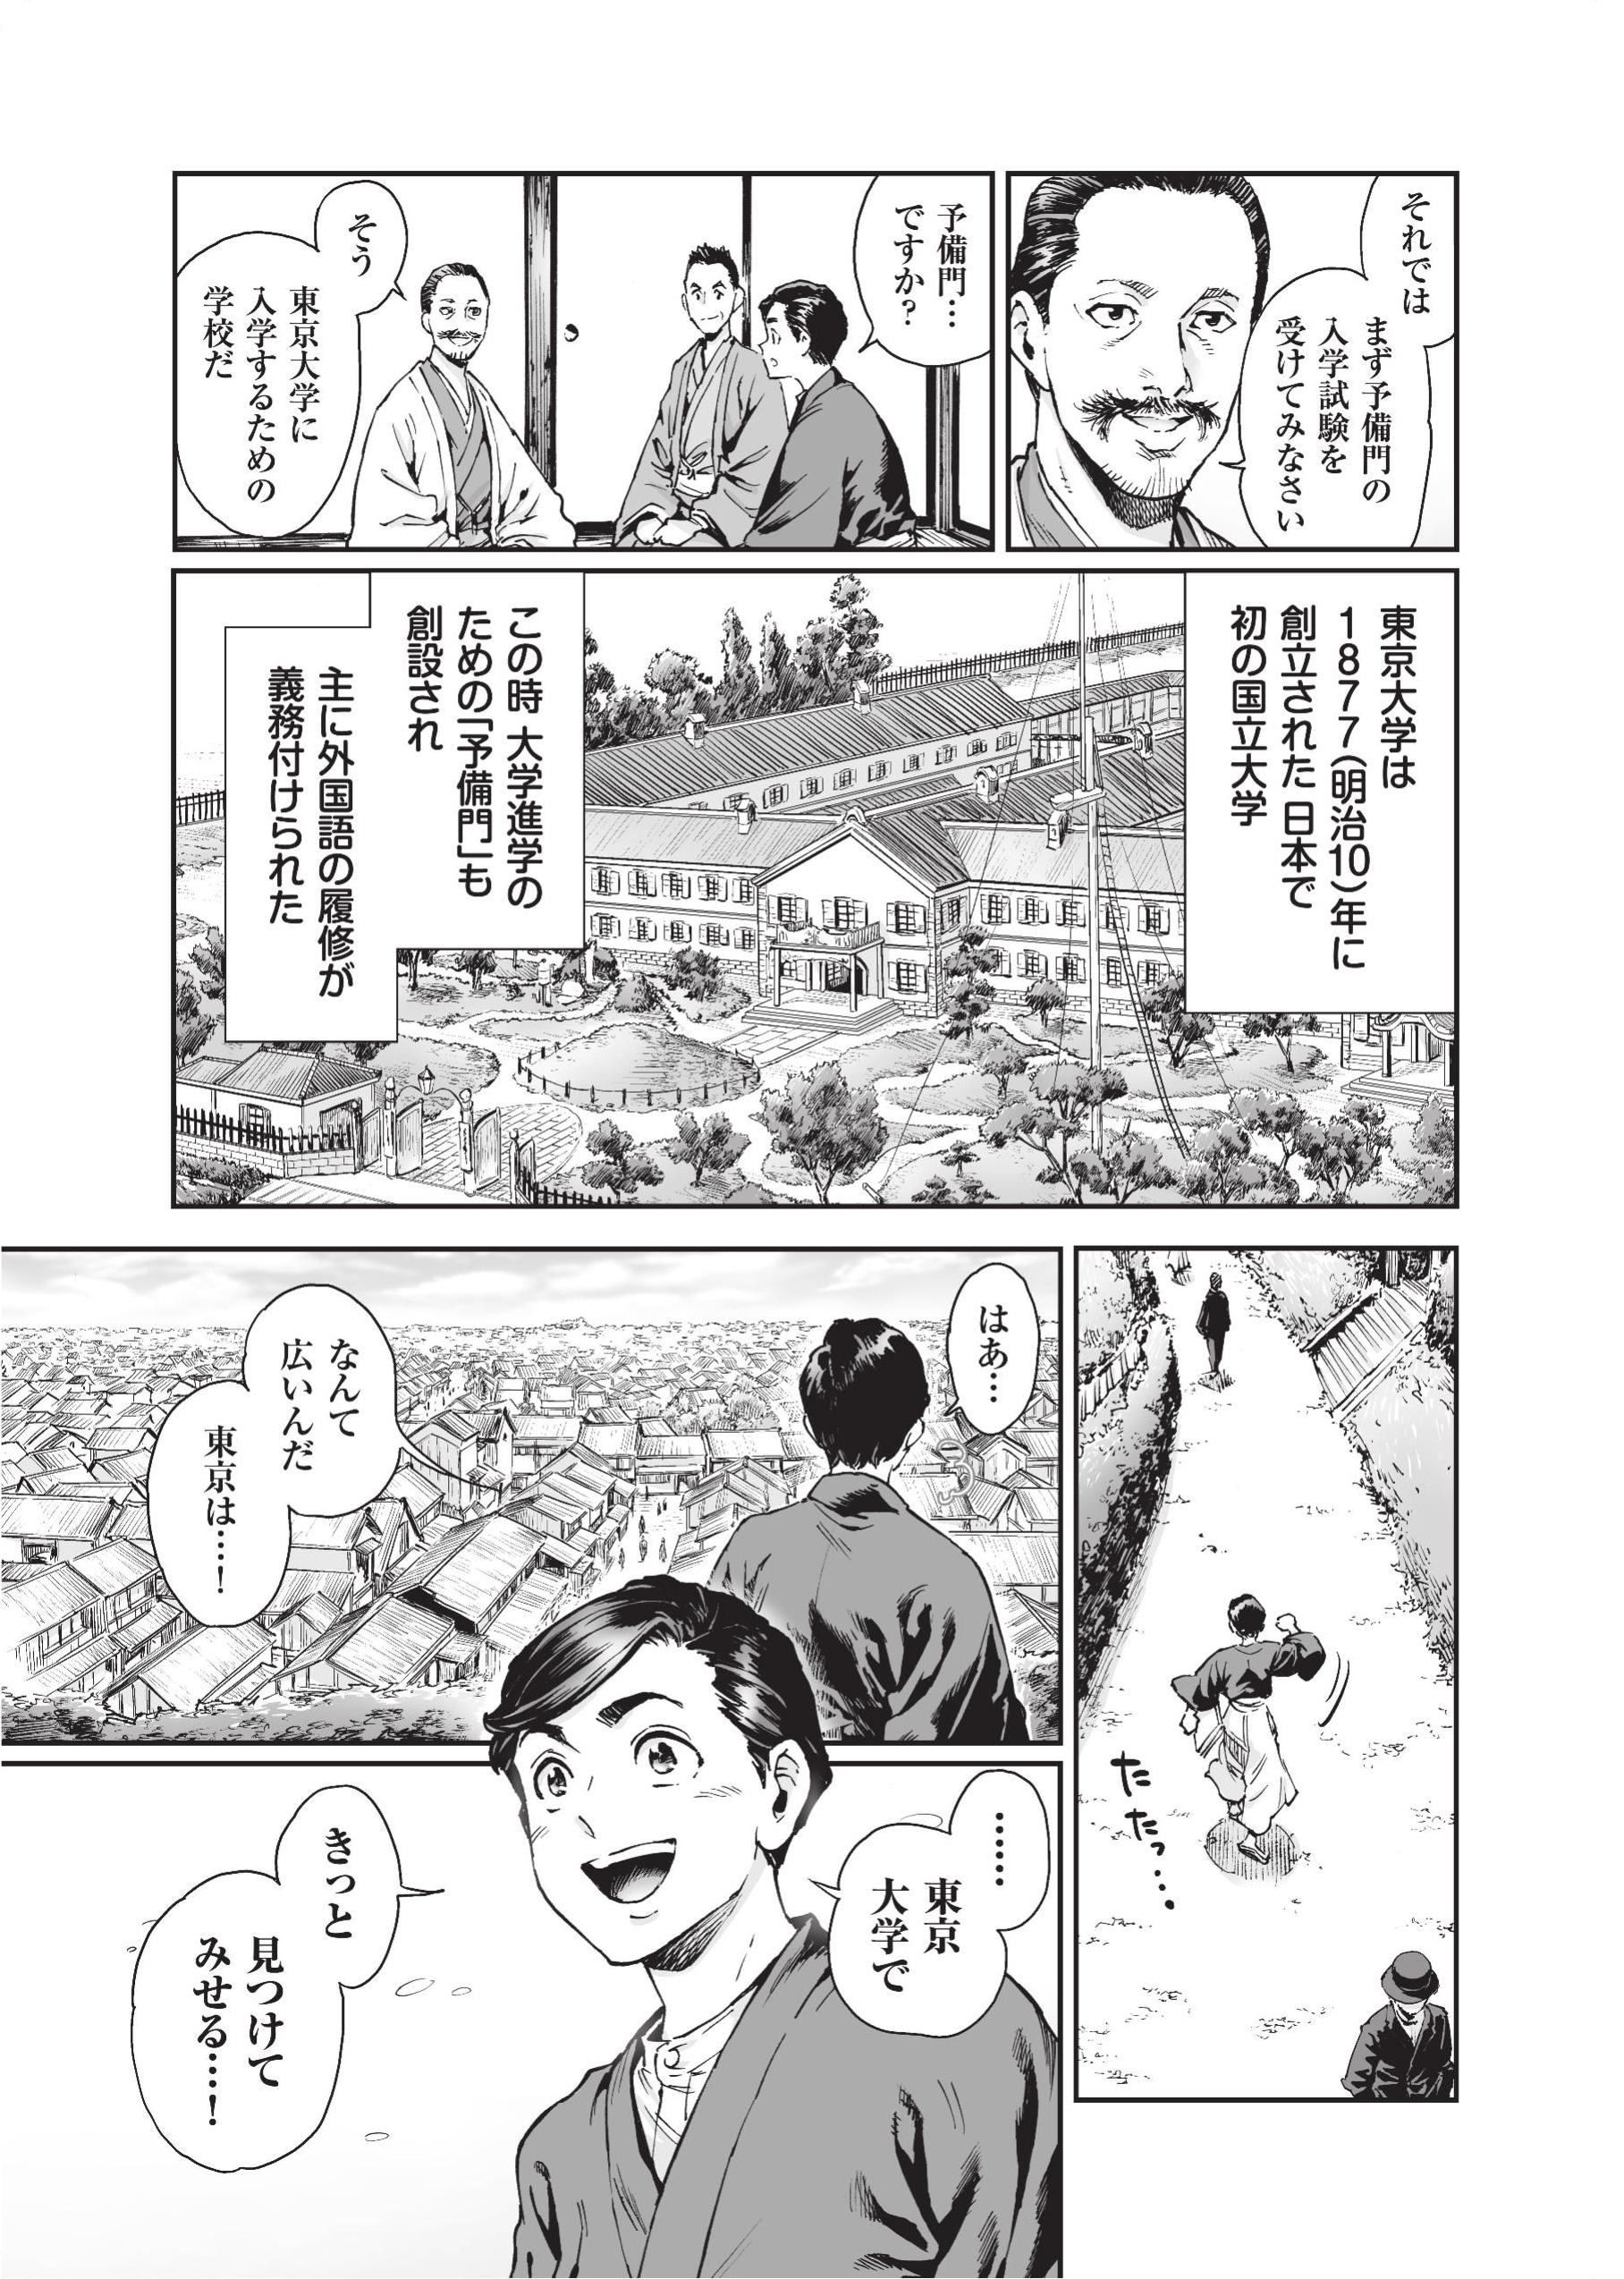 それでは
まず予備門の
入学試験を
受けてみなさい
予備門…
ですか?
そう
東京大学に
入学するための
学校だ
東京大学は
1877(明治10)年に
創立された 日本で
初の国立大学
この時 大学進学の
ための「予備門」も
創設され
主に外国語の履修が
義務付けられた
たたたっ…
はあ…
なんて
広いんだ
東京は…!
……
東京
大学で
きっと
見つけて
みせる……!